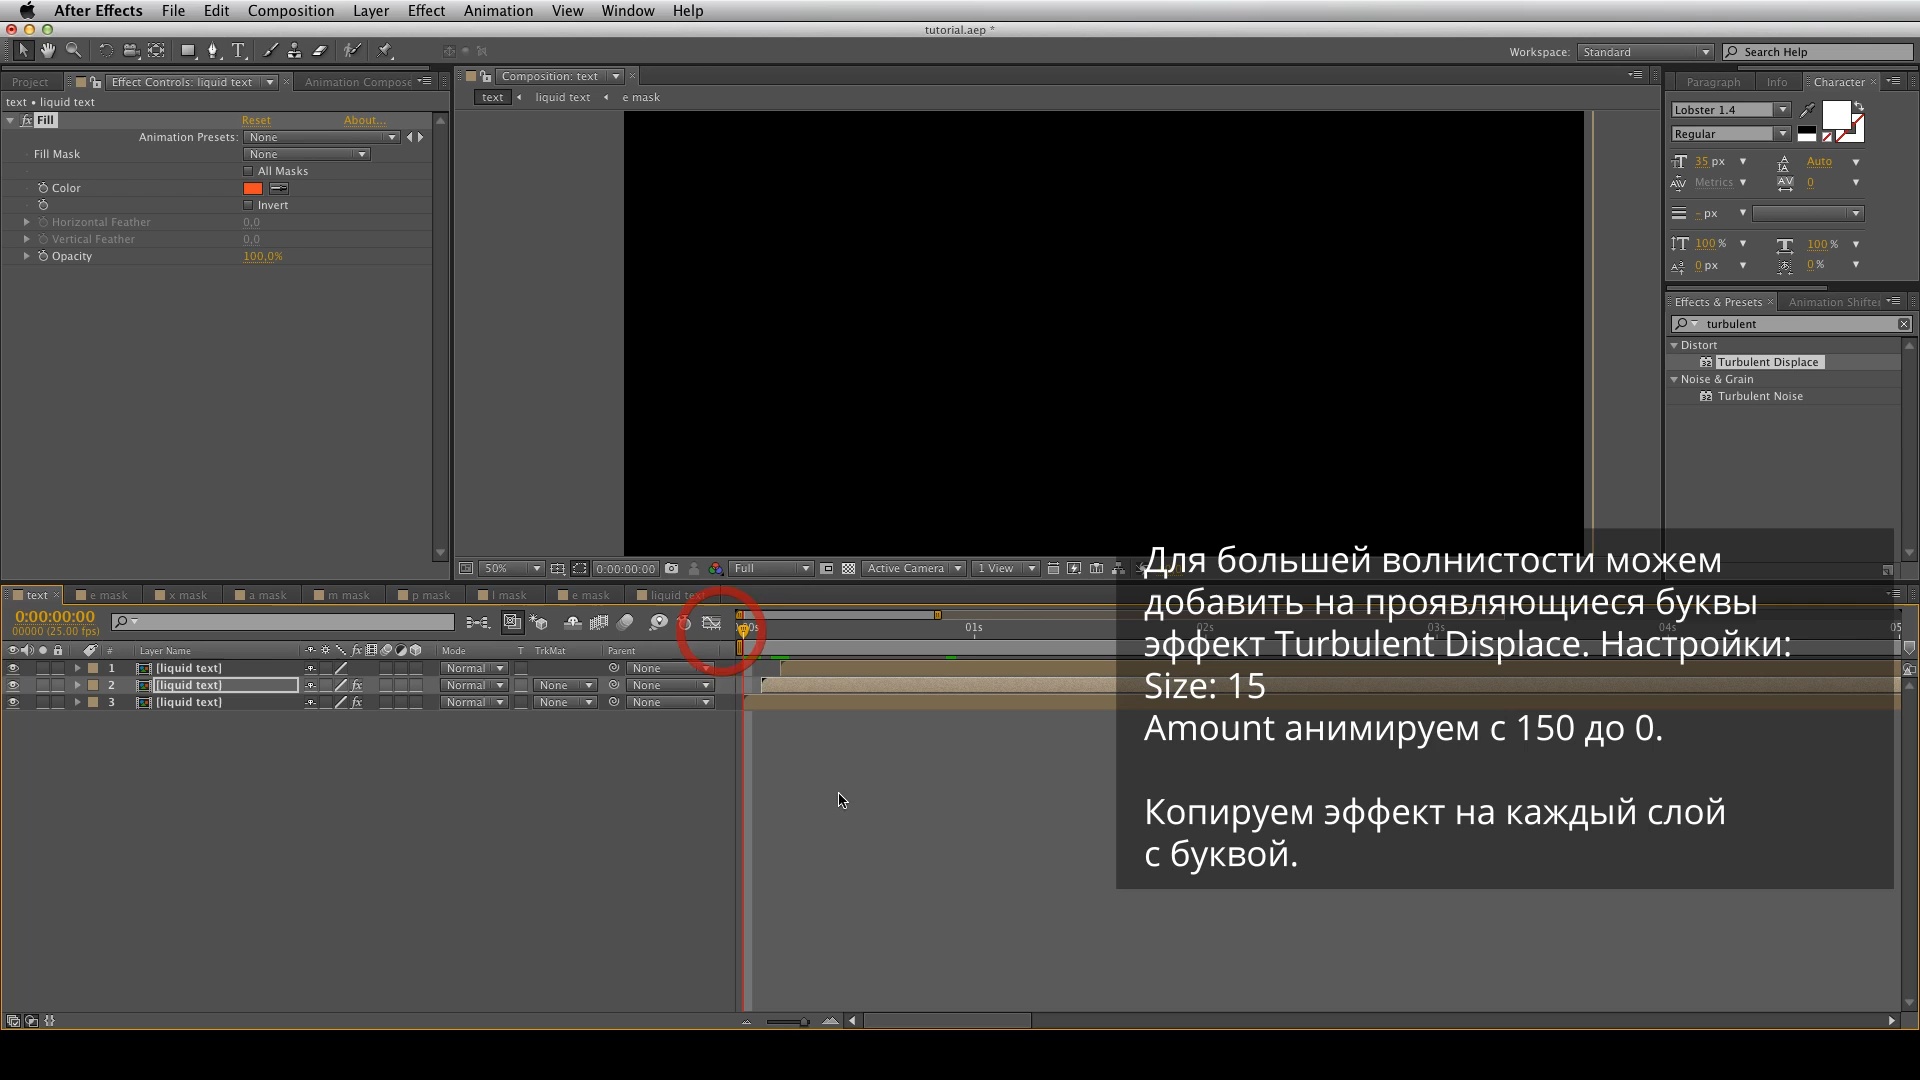 After Effects File Edit Composition Layer Effect Animation View Window Help
tutorial.aep *
Workspace: Standard Search Help
Project Effect Controls: liquid text Animation Compose Composition: text Paragraph Info Character
text • liquid text
text liquid text e mask
Fill Reset About...
Animation Presets: None
Fill Mask None
All Masks
Color
Invert
Horizontal Feather 0,0
Vertical Feather 0,0
Opacity 100,0%
Lobster 1.4
Regular
35 px Auto
Metrics 0
- px
100 % 100 %
0 px 0 %
Effects & Presets Animation Shifter
turbulent
Distort
Turbulent Displace
Noise & Grain
Turbulent Noise
50% 0:00:00:00 Full Active Camera 1 View
Для большей волнистости можем
добавить на проявляющиеся буквы
эффект Turbulent Displace. Настройки:
Size: 15
Amount анимируем с 150 до 0.
Копируем эффект на каждый слой
с буквой.
text e mask x mask a mask m mask p mask l mask e mask liquid text
0:00:00:00
00000 (25.00 fps)
01s 02s 03s 04s 05
# Layer Name Mode T TrkMat Parent
1 [liquid text] Normal None
2 [liquid text] Normal None None
3 [liquid text] Normal None None